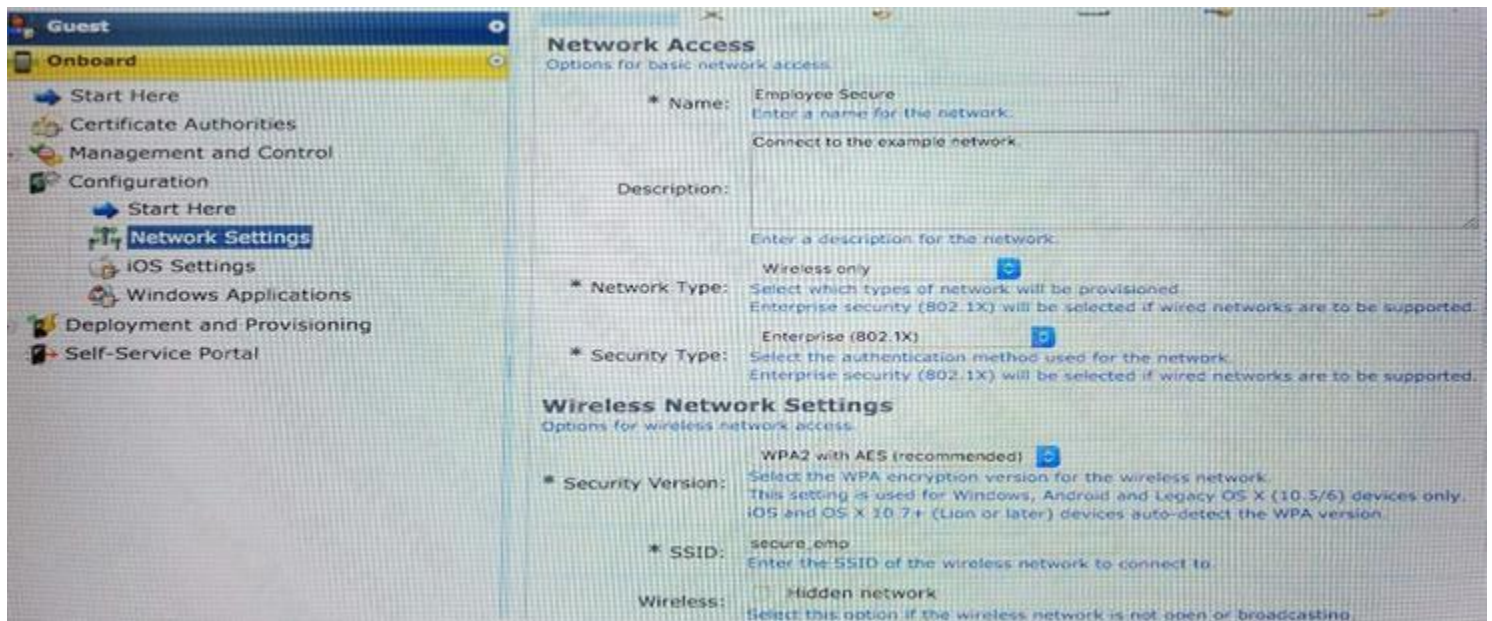 Guest
Onboard
Start Here
Certificate Authorities
Management and Control
Configuration
Start Here
Network Settings
iOS Settings
Windows Applications
Deployment and Provisioning
Self-Service Portal
Network Access
Options for basic network access.
* Name:
Employee Secure
Enter a name for the network.
Description:
Connect to the example network.
Enter a description for the network.
* Network Type:
Wireless only
Select which types of network will be provisioned.
Enterprise security (802.1X) will be selected if wired networks are to be supported.
* Security Type:
Enterprise (802.1X)
Select the authentication method used for the network.
Enterprise security (802.1X) will be selected if wired networks are to be supported.
Wireless Network Settings
Options for wireless network access.
* Security Version:
WPA2 with AES (recommended)
Select the WPA encryption version for the wireless network.
This setting is used for Windows, Android and Legacy OS X (10.5/6) devices only.
iOS and OS X 10.7+ (Lion or later) devices auto-detect the WPA version.
* SSID:
secure_emp
Enter the SSID of the wireless network to connect to.
Wireless:
Hidden network
Select this option if the wireless network is not open or broadcasting.